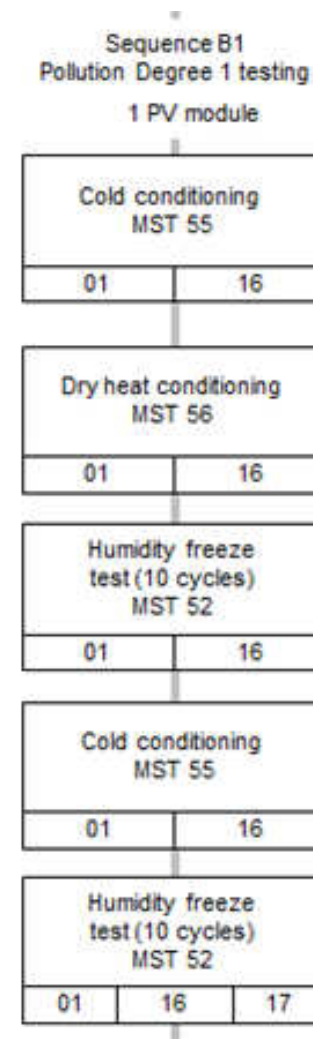 Sequence B1
Pollution Degree 1 testing
1 PV module
Cold conditioning
MST 55
01 16
Dry heat conditioning
MST 56
01 16
Humidity freeze
test (10 cycles)
MST 52
01 16
Cold conditioning
MST 55
01 16
Humidity freeze
test (10 cycles)
MST 52
01 16 17